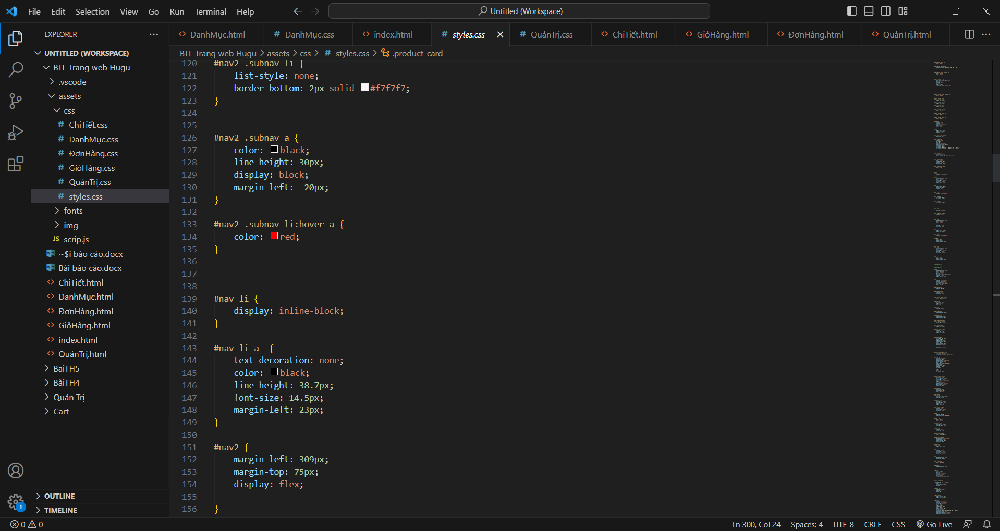 File Edit Selection View Go Run Terminal Help
Untitled (Workspace)
EXPLORER
UNTITLED (WORKSPACE)
BTL Trang web Hugu
.vscode
assets
css
# ChiTiết.css
# DanhMục.css
# ĐơnHàng.css
# GiỏHàng.css
# QuảnTrị.css
# styles.css
fonts
img
JS scrip.js
~$i báo cáo.docx
Bài báo cáo.docx
<> ChiTiết.html
<> DanhMục.html
<> ĐơnHàng.html
<> GiỏHàng.html
<> index.html
<> QuảnTrị.html
BaiTH5
BàiTH4
Quản Trị
Cart
OUTLINE
TIMELINE
<> DanhMục.html # DanhMục.css <> index.html # styles.css # QuảnTrị.css <> ChiTiết.html <> GiỏHàng.html <> ĐơnHàng.html <> QuảnTrị.html
BTL Trang web Hugu > assets > css > # styles.css > .product-card
120 #nav2 .subnav li {
121     list-style: none;
122     border-bottom: 2px solid #f7f7f7;
123 }
124
125
126 #nav2 .subnav a {
127     color: black;
128     line-height: 30px;
129     display: block;
130     margin-left: -20px;
131 }
132
133 #nav2 .subnav li:hover a {
134     color: red;
135 }
136
137
138
139 #nav li {
140     display: inline-block;
141 }
142
143 #nav li a  {
144     text-decoration: none;
145     color: black;
146     line-height: 38.7px;
147     font-size: 14.5px;
148     margin-left: 23px;
149 }
150
151 #nav2 {
152     margin-left: 309px;
153     margin-top: 75px;
154     display: flex;
155
156 }
1
0 0
Ln 300, Col 24 Spaces: 4 UTF-8 CRLF CSS Go Live